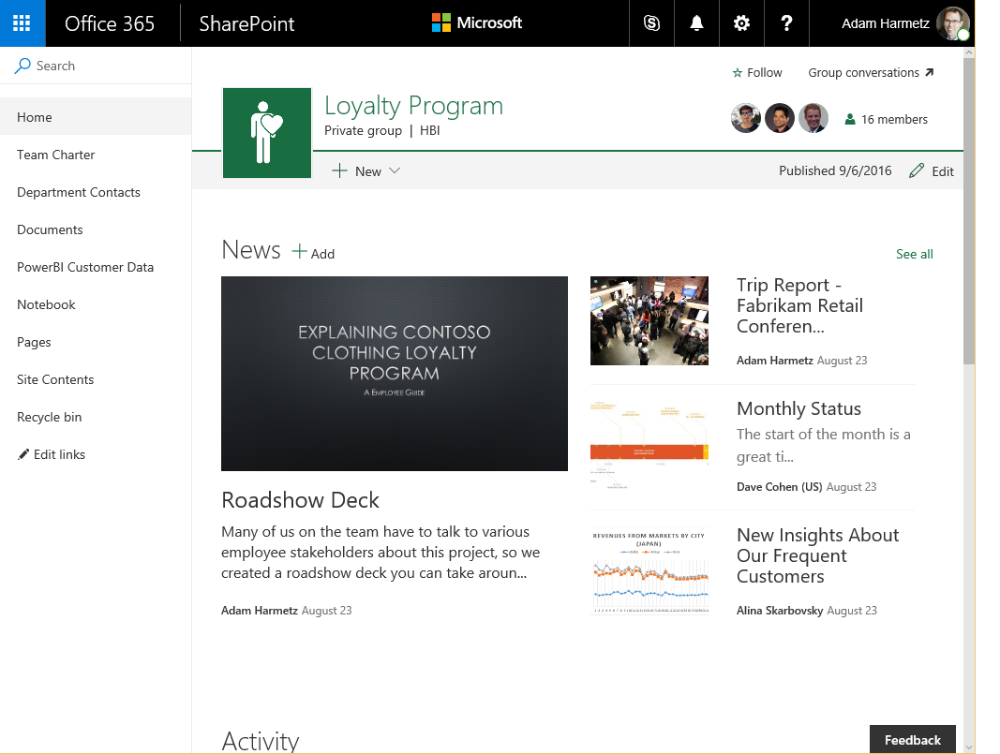 Office 365
SharePoint
Microsoft
?
Adam Harmetz
Search
Home
Team Charter
Department Contacts
Documents
PowerBI Customer Data
Notebook
Pages
Site Contents
Recycle bin
Edit links
Follow
Group conversations
Loyalty Program
Private group | HBI
16 members
New
Published 9/6/2016
Edit
News
Add
See all
EXPLAINING CONTOSO
CLOTHING LOYALTY
PROGRAM
A EMPLOYEE GUIDE
Roadshow Deck
Many of us on the team have to talk to various
employee stakeholders about this project, so we
created a roadshow deck you can take aroun...
Adam Harmetz August 23
Trip Report -
Fabrikam Retail
Conferen...
Adam Harmetz August 23
Monthly Status
The start of the month is a
great ti...
Dave Cohen (US) August 23
REVENUES FROM MARKETS BY CITY
(JAPAN)
New Insights About
Our Frequent
Customers
Alina Skarbovsky August 23
Activity
Feedback